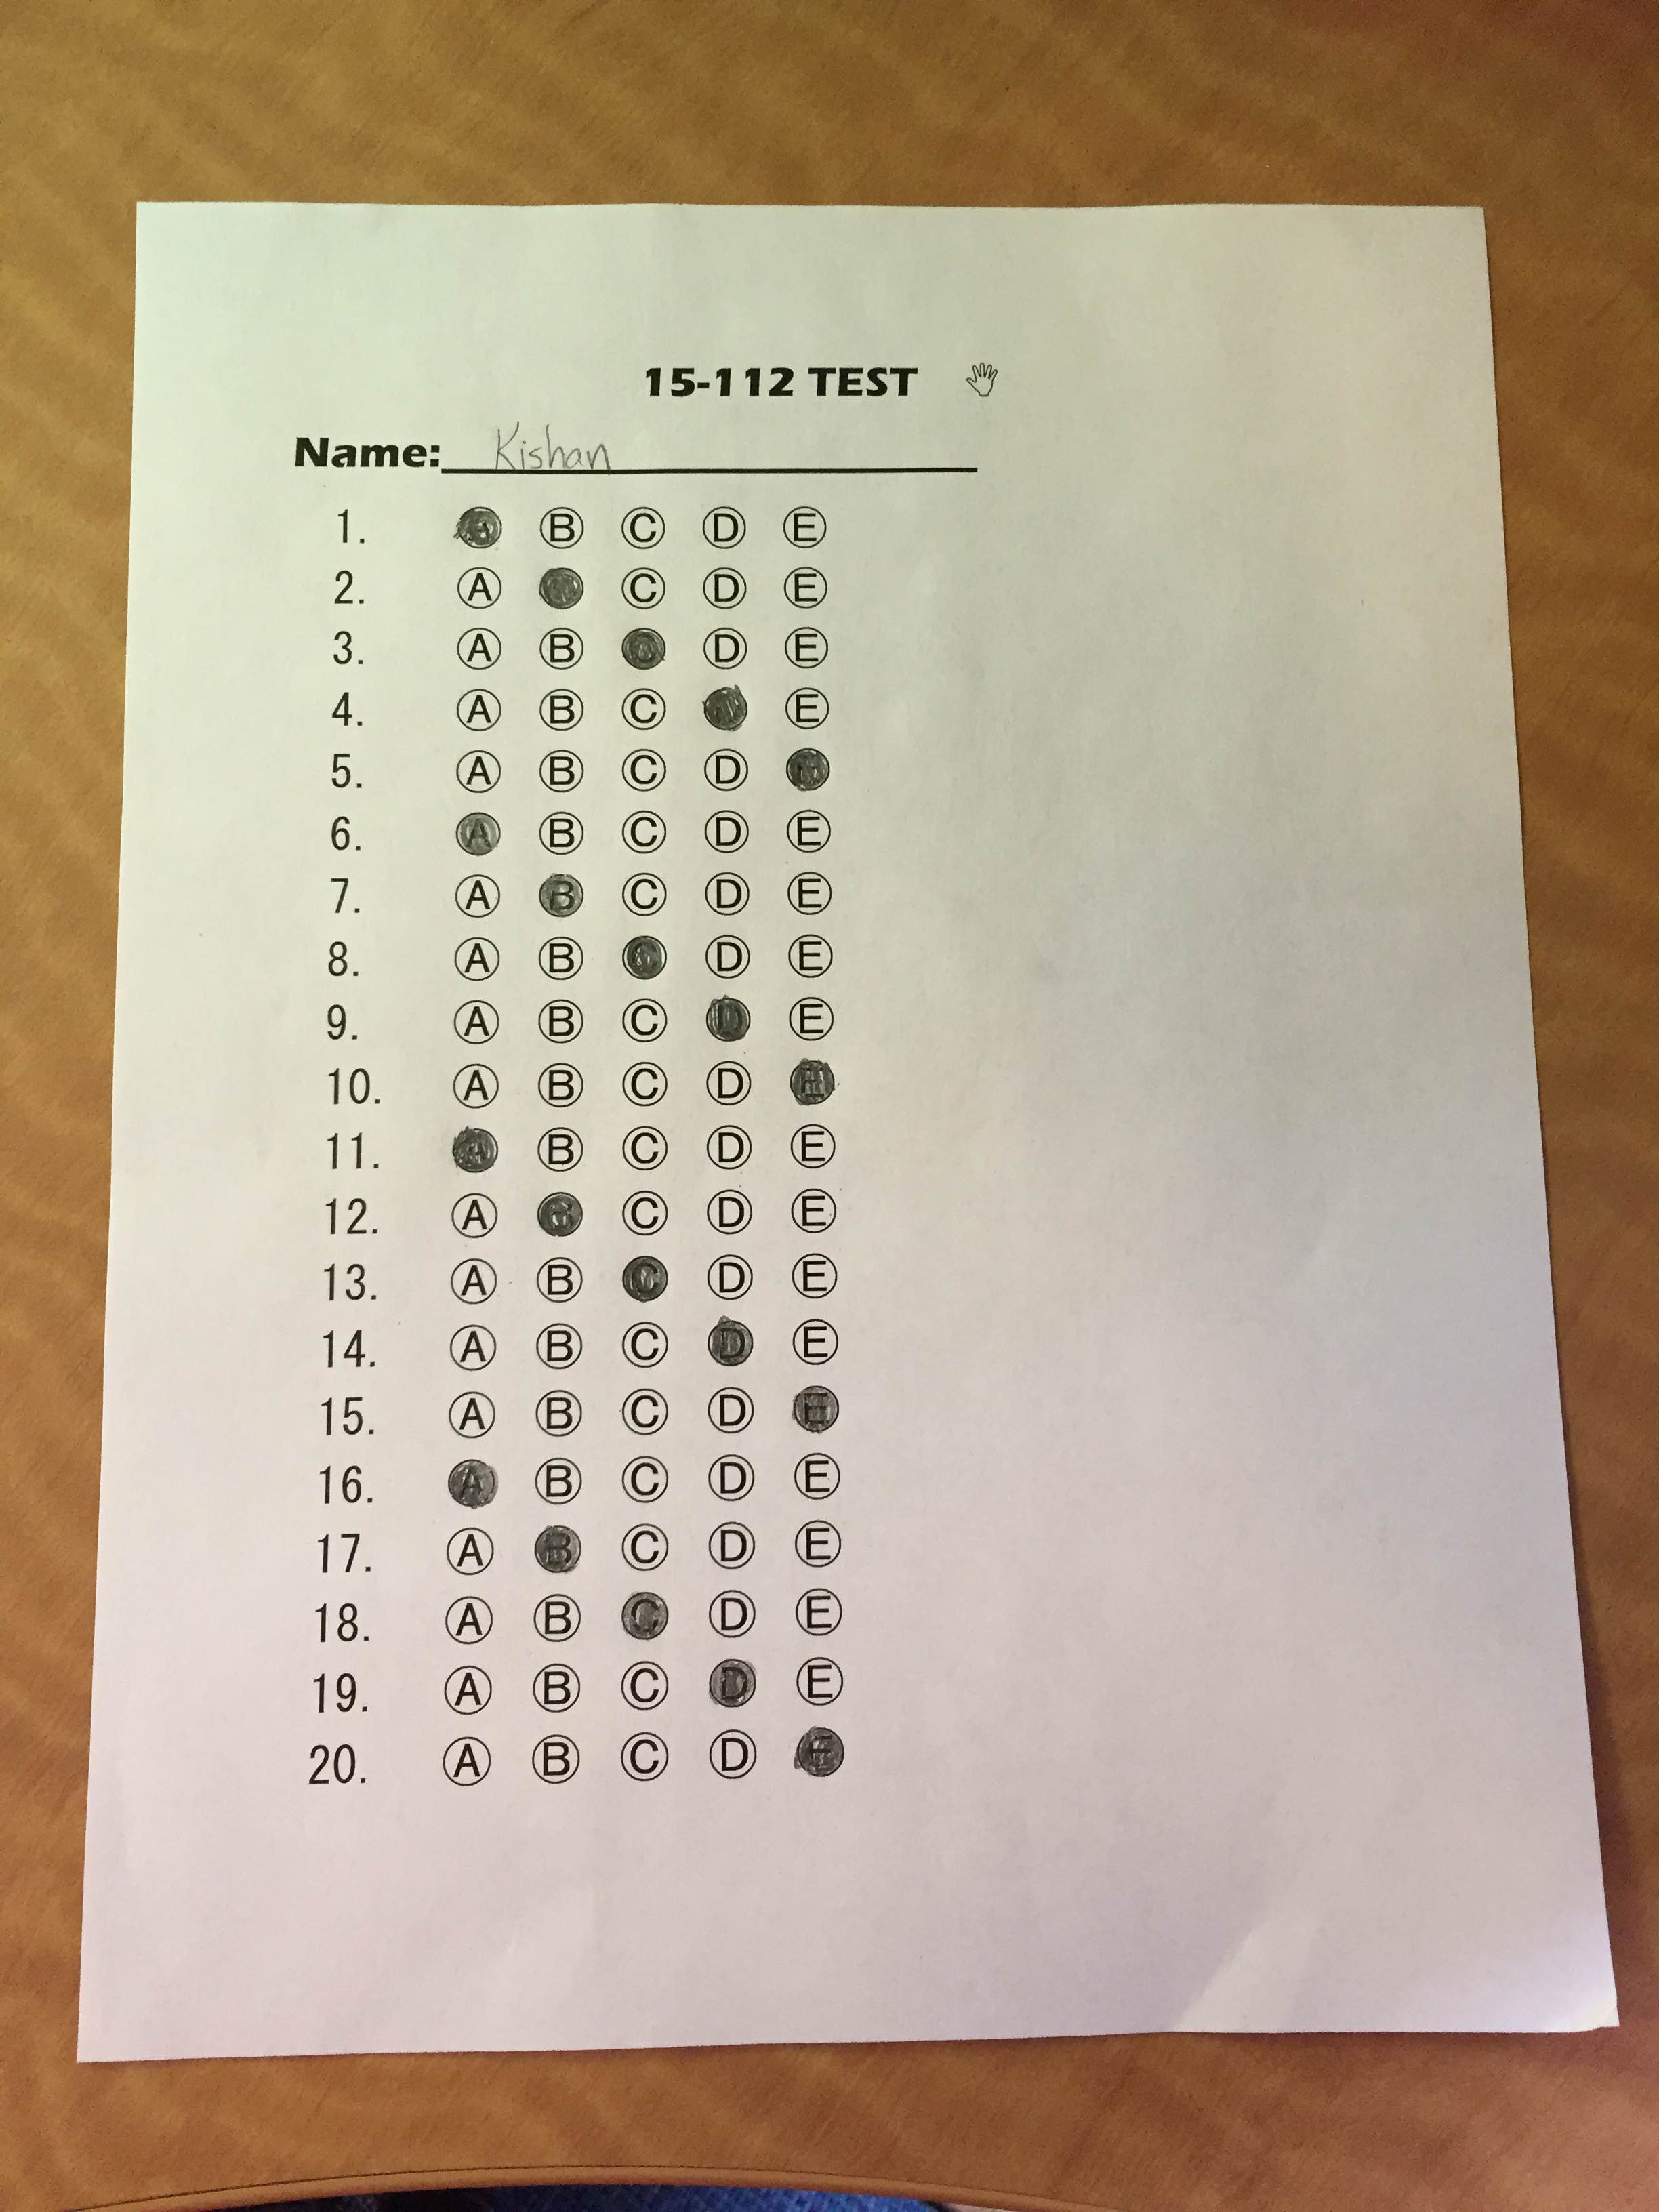 15-112 TEST
Name: Kishan
1. A B C D E
2. A B C D E
3. A B C D E
4. A B C D E
5. A B C D E
6. A B C D E
7. A B C D E
8. A B C D E
9. A B C D E
10. A B C D E
11. A B C D E
12. A B C D E
13. A B C D E
14. A B C D E
15. A B C D E
16. A B C D E
17. A B C D E
18. A B C D E
19. A B C D E
20. A B C D E